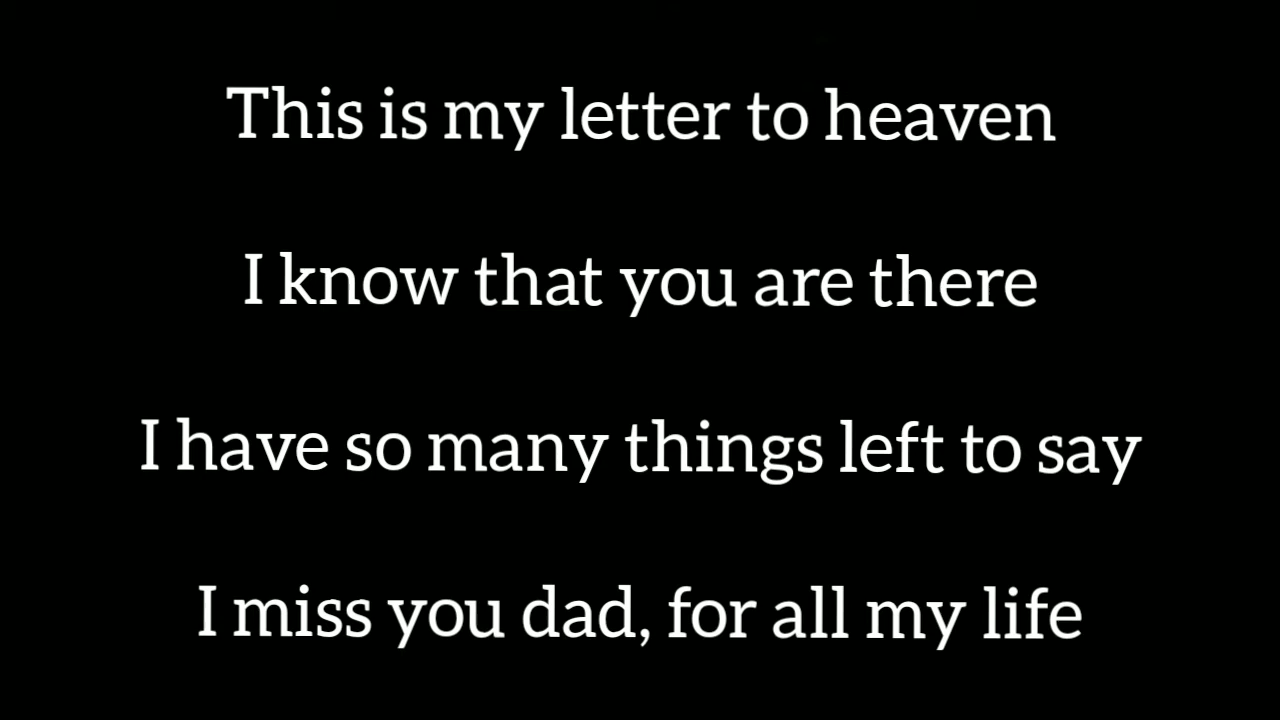 This is my letter to heaven
I know that you are there
I have so many things left to say
I miss you dad, for all my life